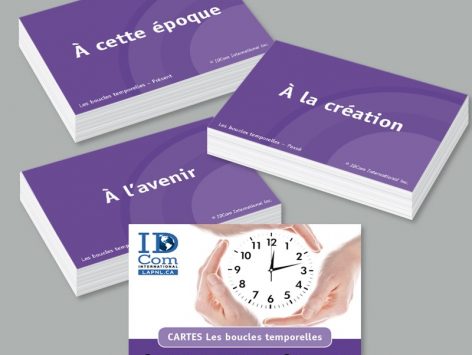 À cette époque
Les boucles temporelles - Présent
© IDCom International Inc.
À la création
Les boucles temporelles - Passé
© IDCom International Inc.
À l'avenir
Les boucles
© IDCom International Inc.
ID
Com
INTERNATIONAL
LAPNL.CA
12
1
2
3
4
5
6
7
8
9
10
11
CARTES Les boucles temporelles